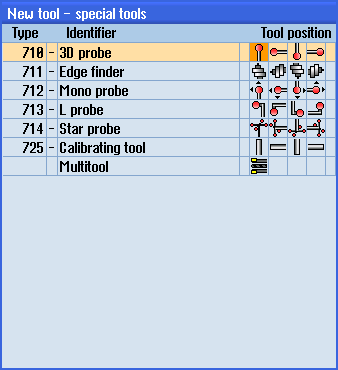 New tool - special tools
Type Identifier Tool position
710 - 3D probe
711 - Edge finder
712 - Mono probe
713 - L probe
714 - Star probe
725 - Calibrating tool
Multitool